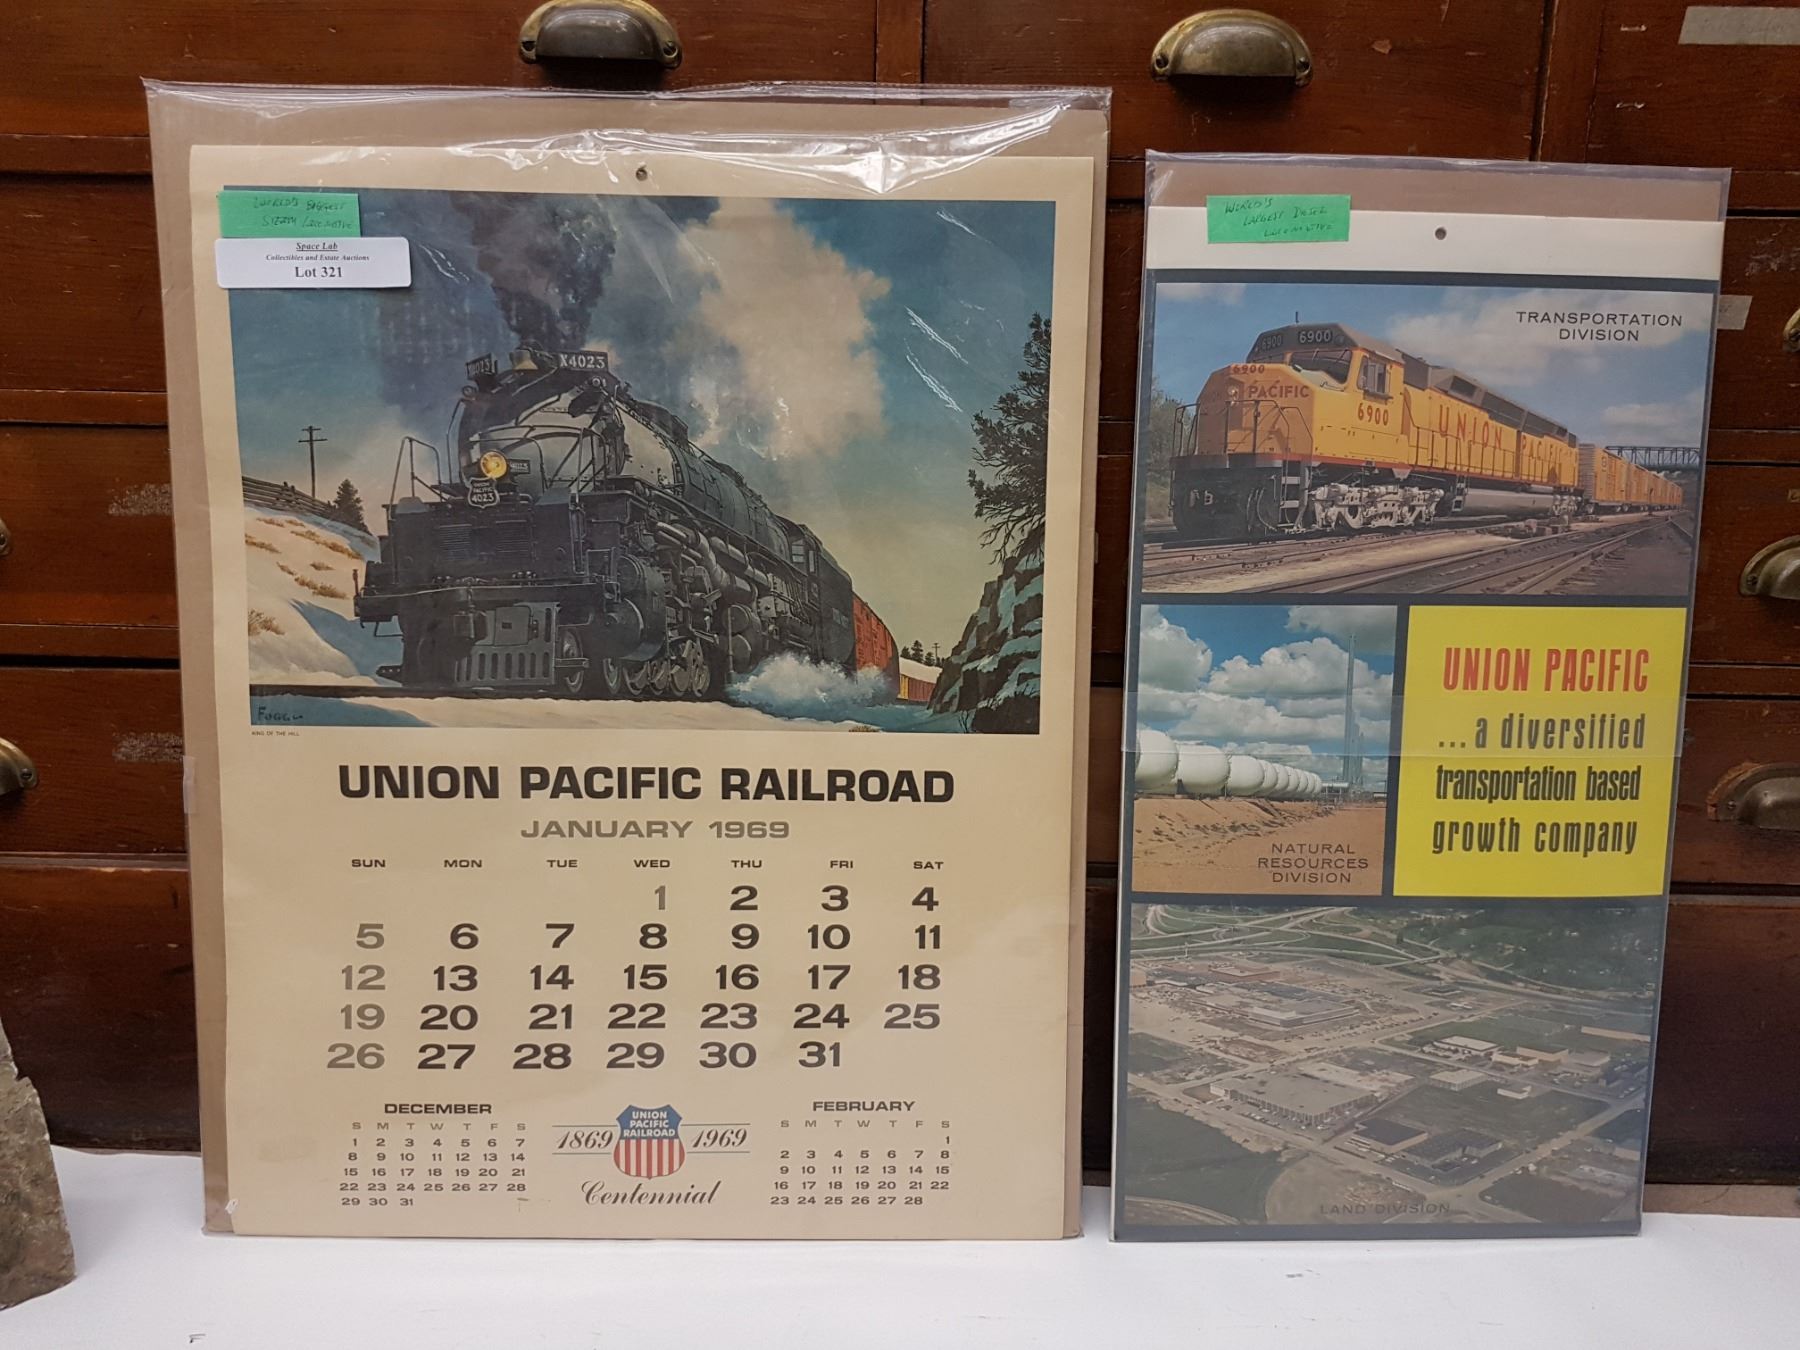 WORLD'S BIGGEST
STEAM LOCOMOTIVE
Space Lab
Collectibles and Estate Auctions
Lot 321
X4023
4023
UNION
PACIFIC
4023
FOGG
KING OF THE HILL
UNION PACIFIC RAILROAD
JANUARY 1969
SUN MON TUE WED THU FRI SAT
1 2 3 4
5 6 7 8 9 10 11
12 13 14 15 16 17 18
19 20 21 22 23 24 25
26 27 28 29 30 31
DECEMBER
S M T W T F S
1 2 3 4 5 6 7
8 9 10 11 12 13 14
15 16 17 18 19 20 21
22 23 24 25 26 27 28
29 30 31
1869 UNION PACIFIC RAILROAD 1969
Centennial
FEBRUARY
S M T W T F S
1
2 3 4 5 6 7 8
9 10 11 12 13 14 15
16 17 18 19 20 21 22
23 24 25 26 27 28
WORLD'S
LARGEST DIESEL
LOCOMOTIVE
TRANSPORTATION
DIVISION
6900 6900
6900
PACIFIC
6900
UNION PACIFIC
NATURAL
RESOURCES
DIVISION
UNION PACIFIC
...a diversified
transportation based
growth company
LAND DIVISION